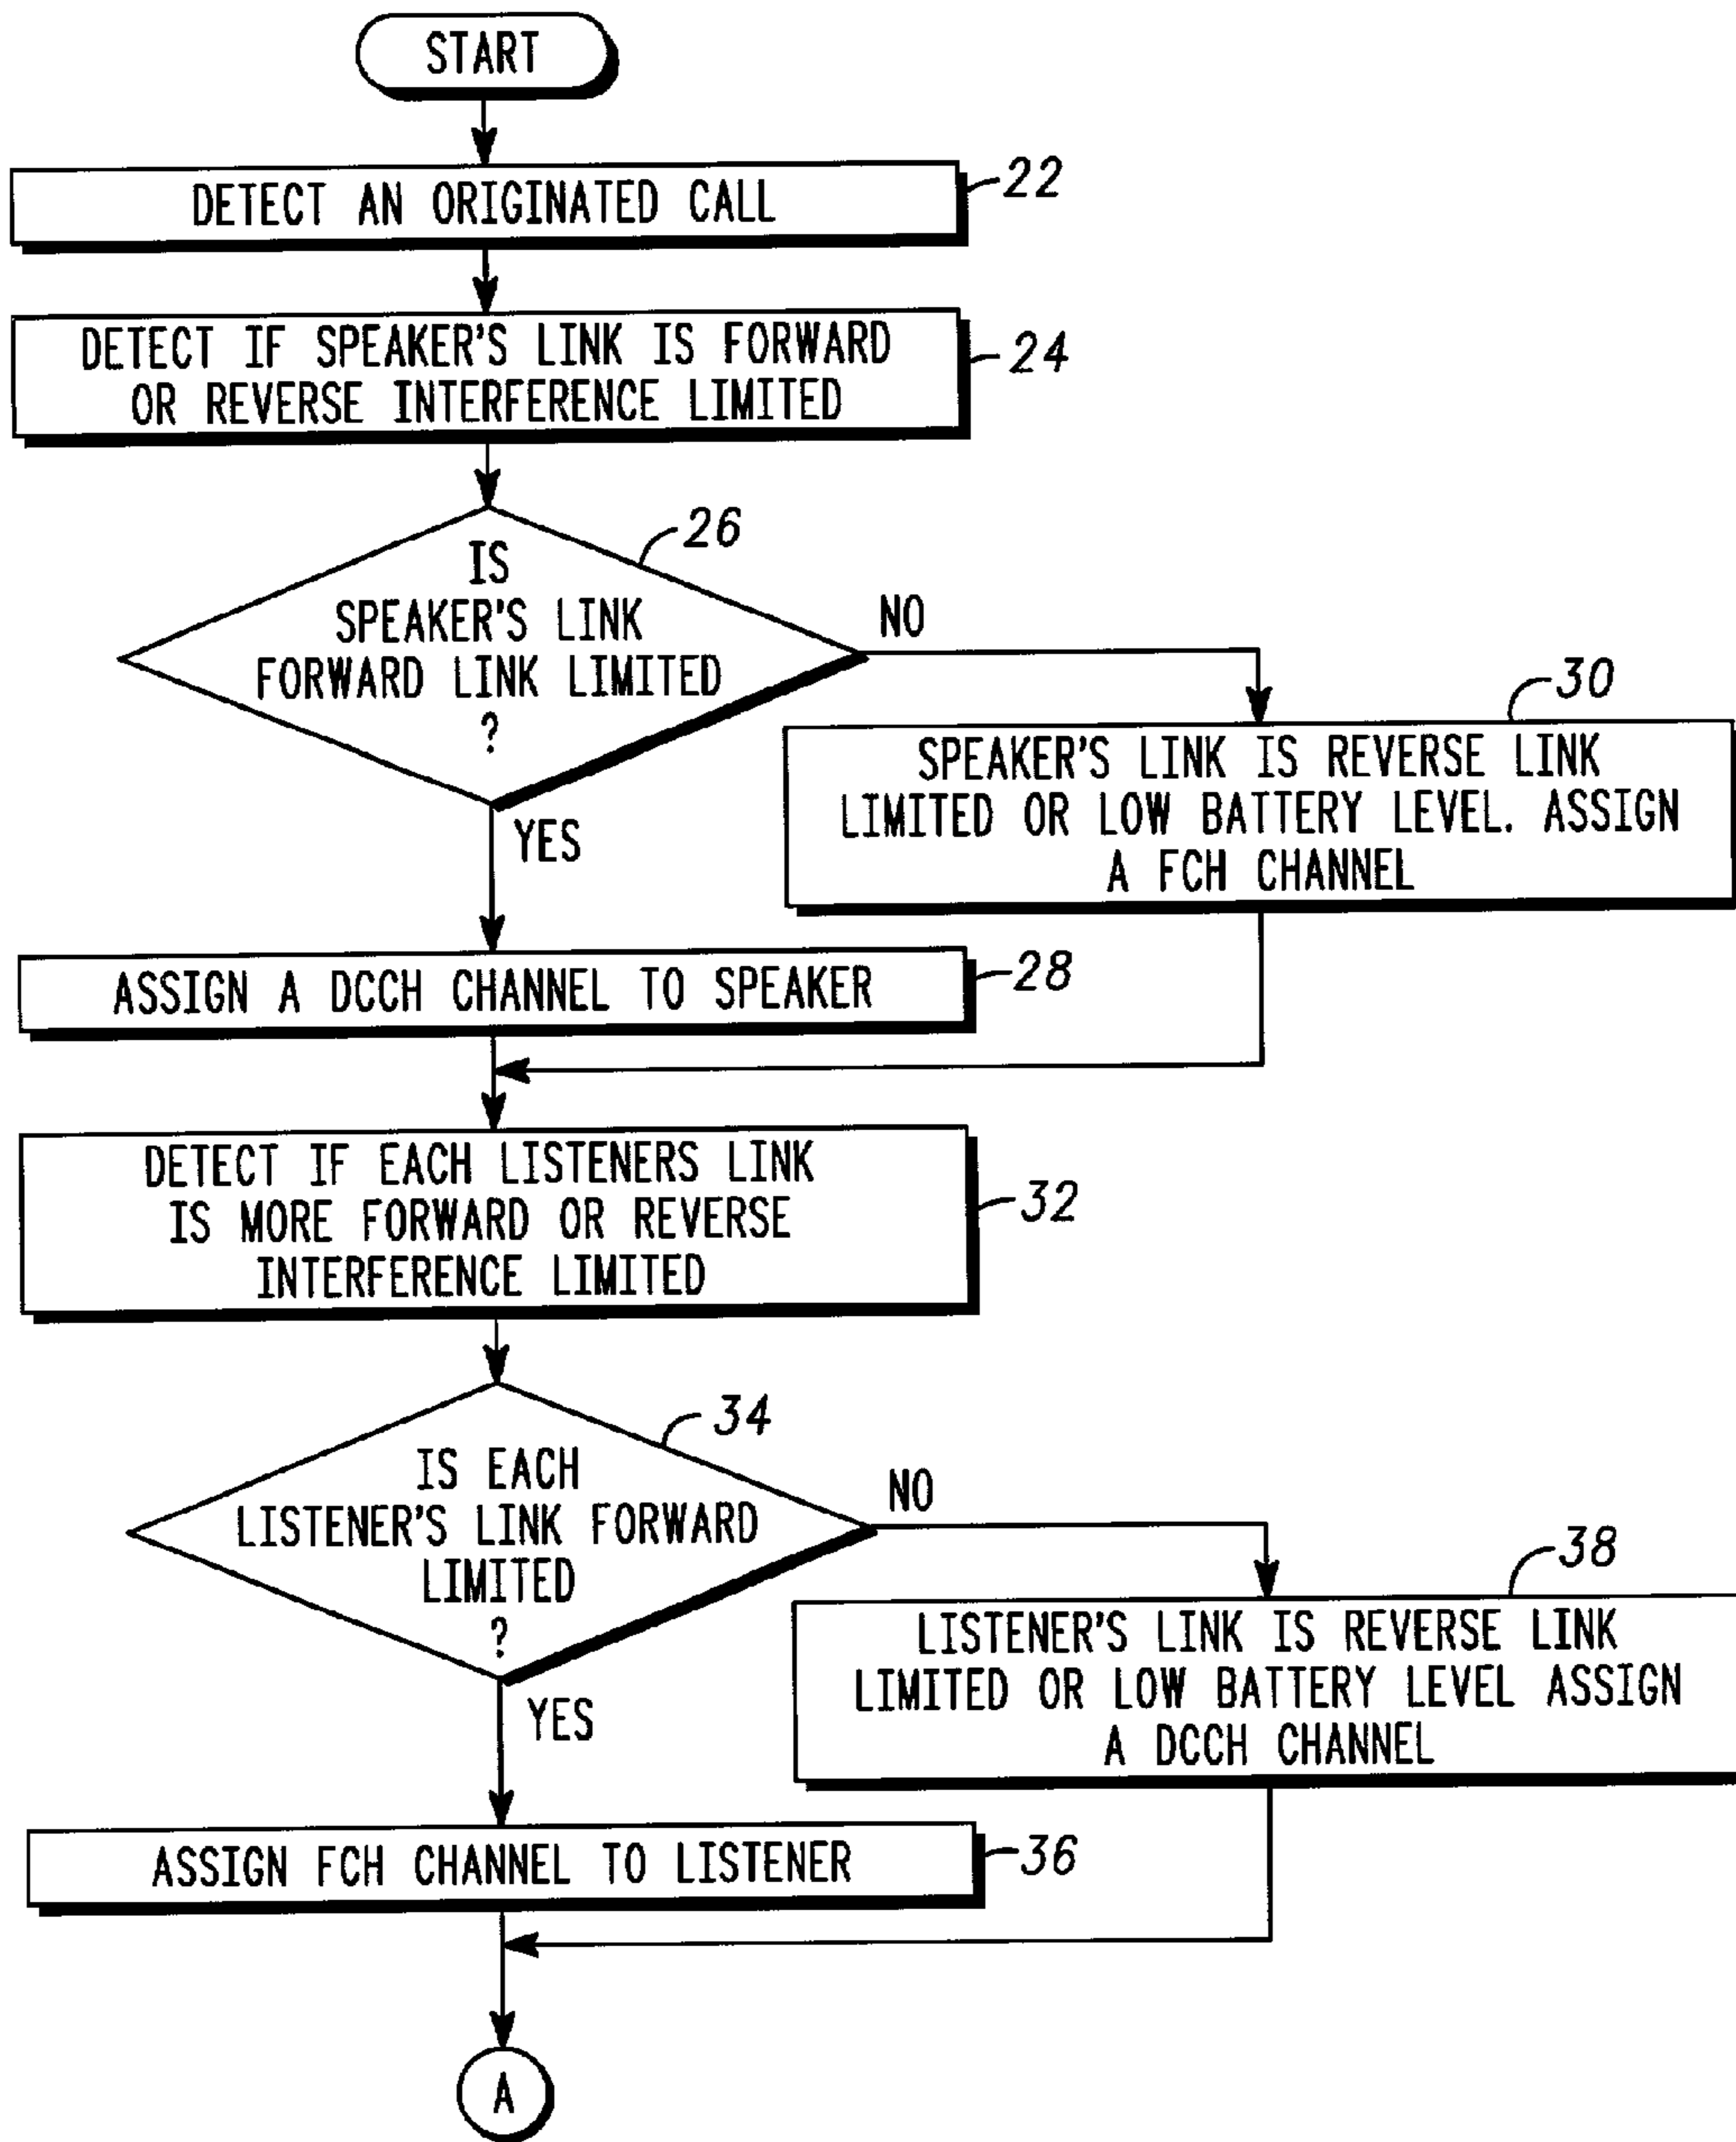 START
DETECT AN ORIGINATED CALL
22
DETECT IF SPEAKER'S LINK IS FORWARD
OR REVERSE INTERFERENCE LIMITED
24
IS
SPEAKER'S LINK
FORWARD LINK LIMITED
?
26
NO
YES
SPEAKER'S LINK IS REVERSE LINK
LIMITED OR LOW BATTERY LEVEL. ASSIGN
A FCH CHANNEL
30
ASSIGN A DCCH CHANNEL TO SPEAKER
28
DETECT IF EACH LISTENERS LINK
IS MORE FORWARD OR REVERSE
INTERFERENCE LIMITED
32
IS EACH
LISTENER'S LINK FORWARD
LIMITED
?
34
NO
YES
LISTENER'S LINK IS REVERSE LINK
LIMITED OR LOW BATTERY LEVEL ASSIGN
A DCCH CHANNEL
38
ASSIGN FCH CHANNEL TO LISTENER
36
A